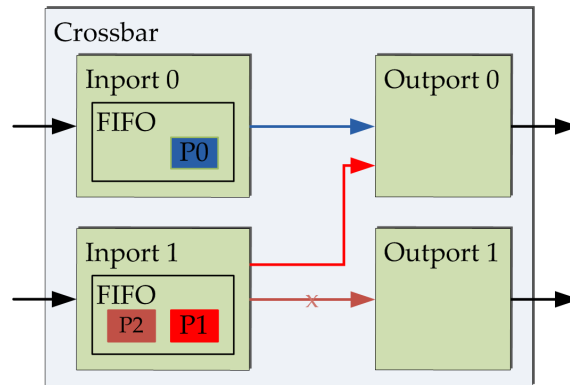 Crossbar
Inport 0
Outport 0
FIFO
P0
Inport 1
Outport 1
FIFO
x
P2
P1